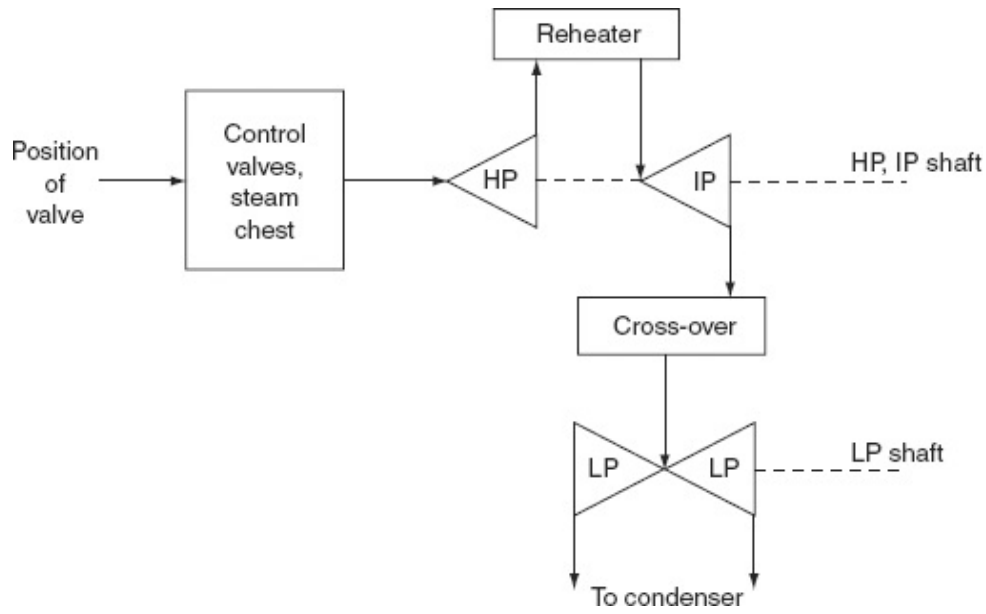 Reheater
Position
of
valve
Control
valves,
steam
chest
HP
IP
HP, IP shaft
Cross-over
LP
LP
LP shaft
To condenser